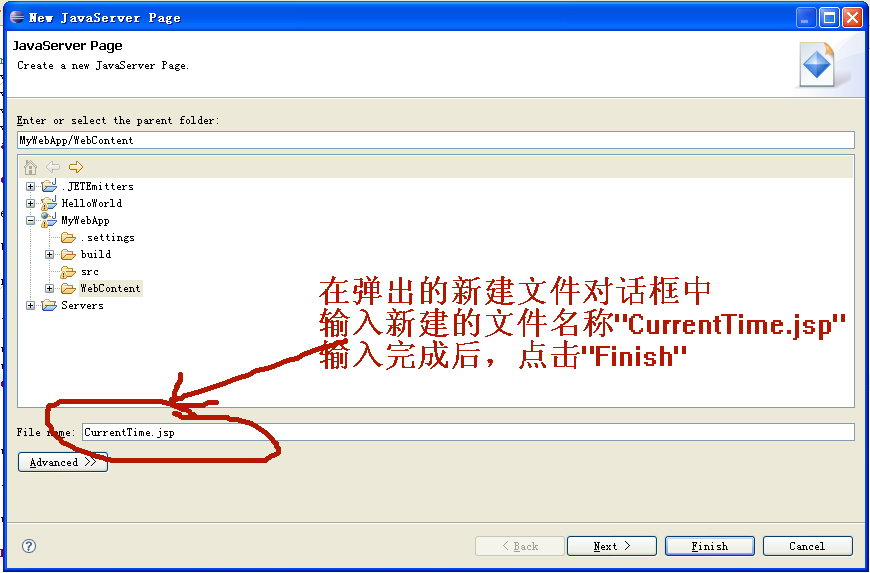 New JavaServer Page
JavaServer Page
Create a new JavaServer Page.
Enter or select the parent folder:
MyWebApp/WebContent
.JETEmitters
HelloWorld
MyWebApp
.settings
build
src
WebContent
Servers
在弹出的新建文件对话框中
输入新建的文件名称"CurrentTime.jsp"
输入完成后，点击"Finish"
File name: CurrentTime.jsp
Advanced >>
?
< Back Next > Finish Cancel